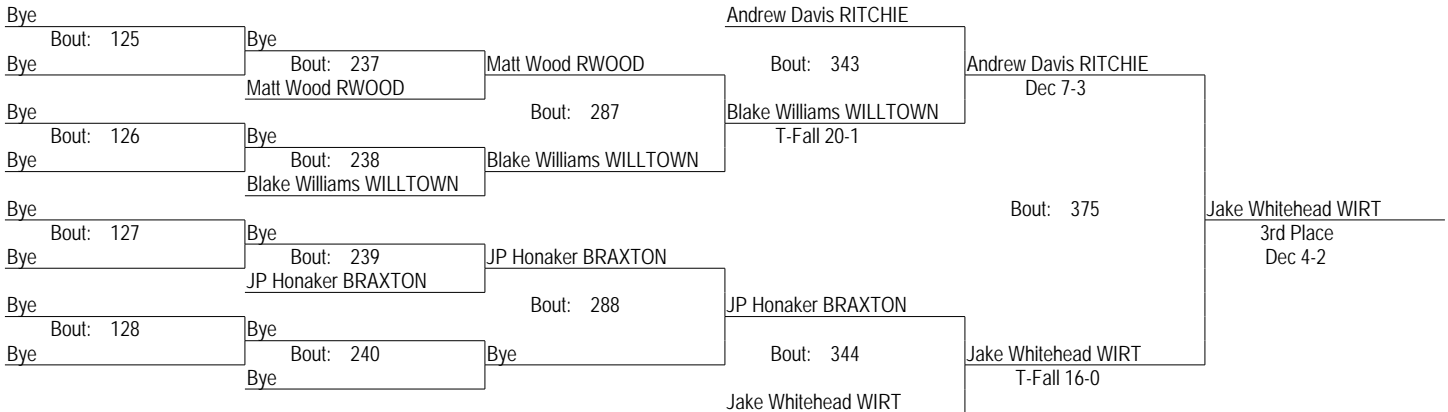 Bye
Andrew Davis RITCHIE
Bout: 125
Bye
Bye
Bout: 237
Matt Wood RWOOD
Bout: 343
Andrew Davis RITCHIE
Matt Wood RWOOD
Dec 7-3
Bye
Bout: 287
Blake Williams WILLTOWN
Bout: 126
Bye
T-Fall 20-1
Bye
Bout: 238
Blake Williams WILLTOWN
Blake Williams WILLTOWN
Bye
Bout: 375
Jake Whitehead WIRT
Bout: 127
Bye
3rd Place
Bye
Bout: 239
JP Honaker BRAXTON
Dec 4-2
JP Honaker BRAXTON
Bye
Bout: 288
JP Honaker BRAXTON
Bout: 128
Bye
Bye
Bout: 240
Bye
Bout: 344
Jake Whitehead WIRT
Bye
T-Fall 16-0
Jake Whitehead WIRT